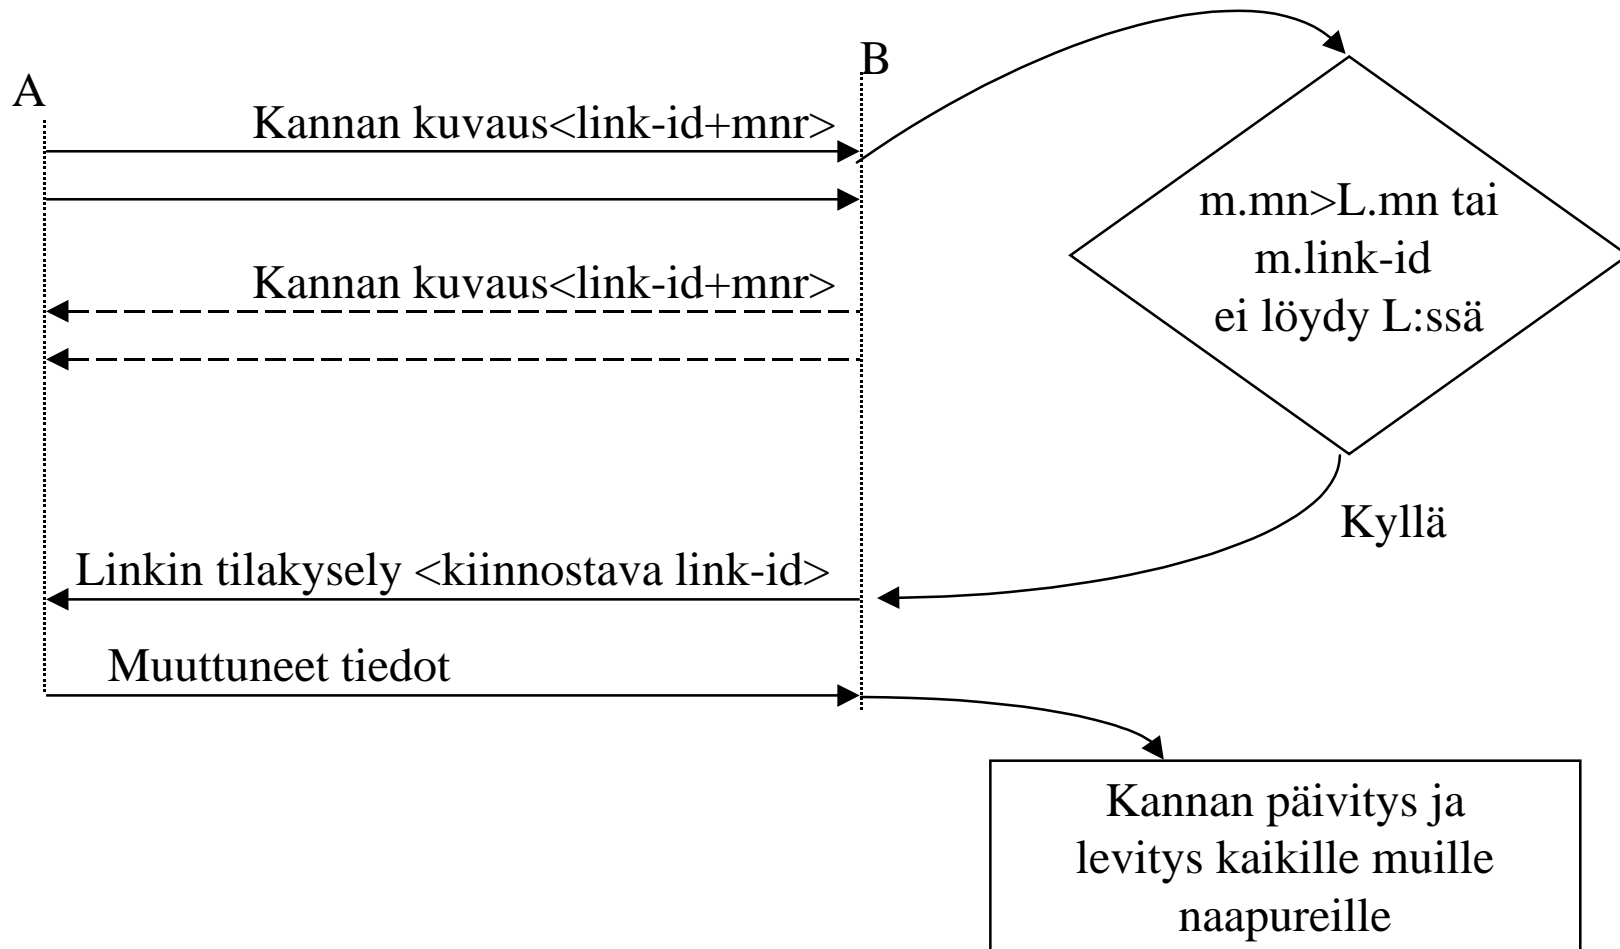 A
B
Kannan kuvaus<link-id+mnr>
m.mn>L.mn tai
m.link-id
ei löydy L:ssä
Kannan kuvaus<link-id+mnr>
Kyllä
Linkin tilakysely <kiinnostava link-id>
Muuttuneet tiedot
Kannan päivitys ja
levitys kaikille muille
naapureille